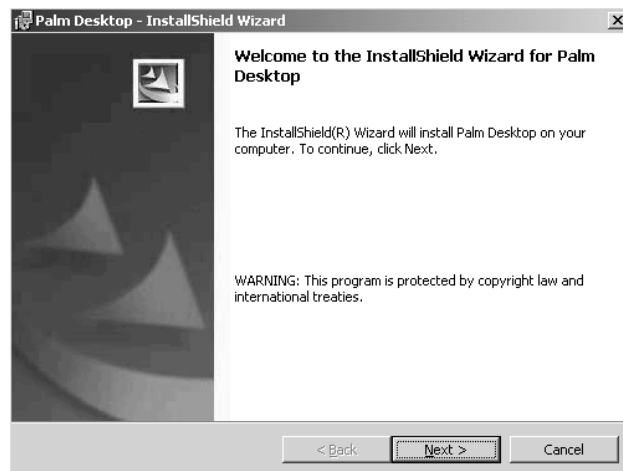 Palm Desktop - InstallShield Wizard
Welcome to the InstallShield Wizard for Palm
Desktop
The InstallShield(R) Wizard will install Palm Desktop on your
computer. To continue, click Next.
WARNING: This program is protected by copyright law and
international treaties.
< Back
Next >
Cancel